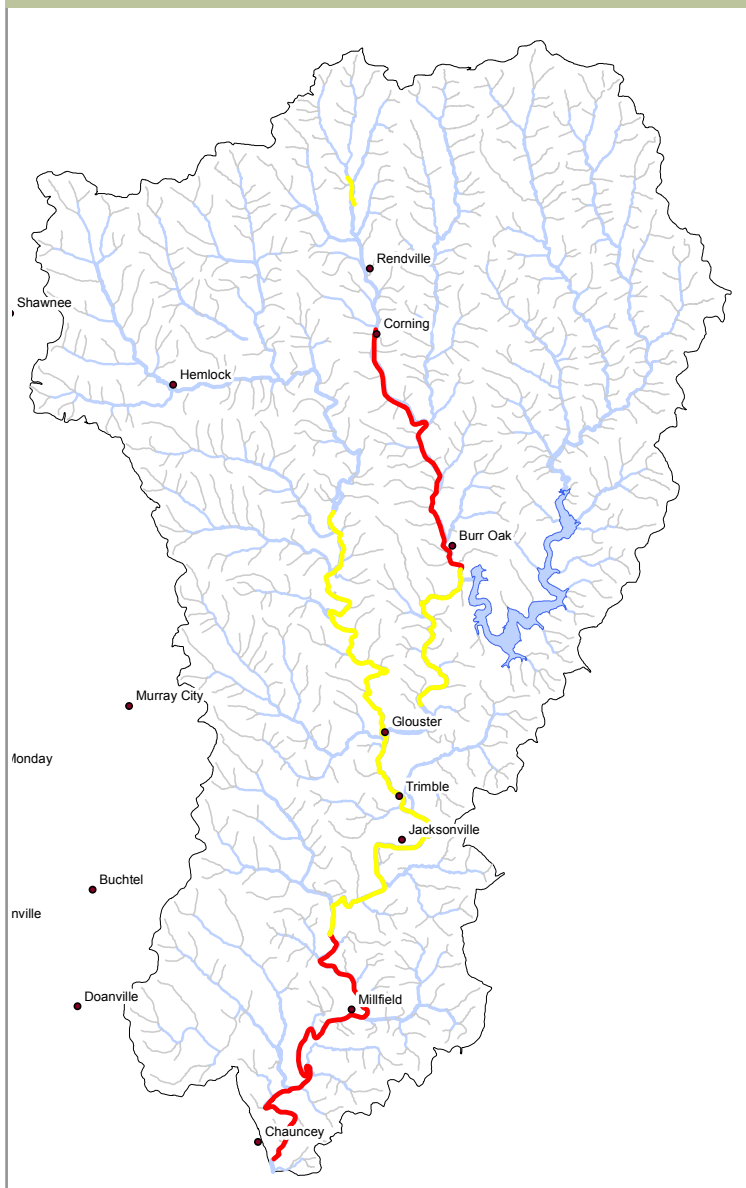 Rendville
Shawnee
Corning
Hemlock
Burr Oak
Murray City
Glouster
Monday
Trimble
Jacksonville
Buchtel
nville
Doanville
Millfield
Chauncey